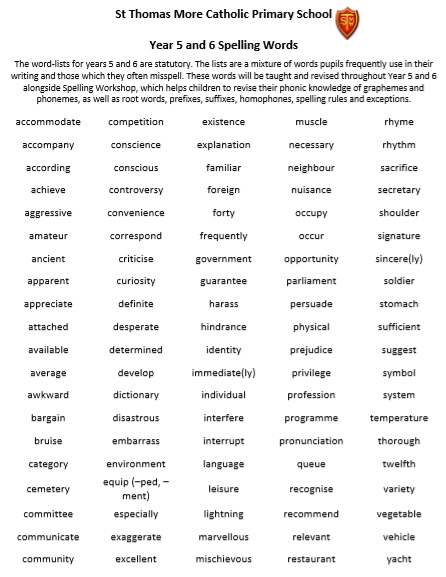 St Thomas More Catholic Primary School
Year 5 and 6 Spelling Words
The word-lists for years 5 and 6 are statutory. The lists are a mixture of words pupils frequently use in their
writing and those which they often misspell. These words will be taught and revised throughout Year 5 and 6
alongside Spelling Workshop, which helps children to revise their phonic knowledge of graphemes and
phonemes, as well as root words, prefixes, suffixes, homophones, spelling rules and exceptions.
accommodate competition existence muscle rhyme
accompany conscience explanation necessary rhythm
according conscious familiar neighbour sacrifice
achieve controversy foreign nuisance secretary
aggressive convenience forty occupy shoulder
amateur correspond frequently occur signature
ancient criticise government opportunity sincere(ly)
apparent curiosity guarantee parliament soldier
appreciate definite harass persuade stomach
attached desperate hindrance physical sufficient
available determined identity prejudice suggest
average develop immediate(ly) privilege symbol
awkward dictionary individual profession system
bargain disastrous interfere programme temperature
bruise embarrass interrupt pronunciation thorough
category environment language queue twelfth
cemetery equip (–ped, –
ment) leisure recognise variety
committee especially lightning recommend vegetable
communicate exaggerate marvellous relevant vehicle
community excellent mischievous restaurant yacht